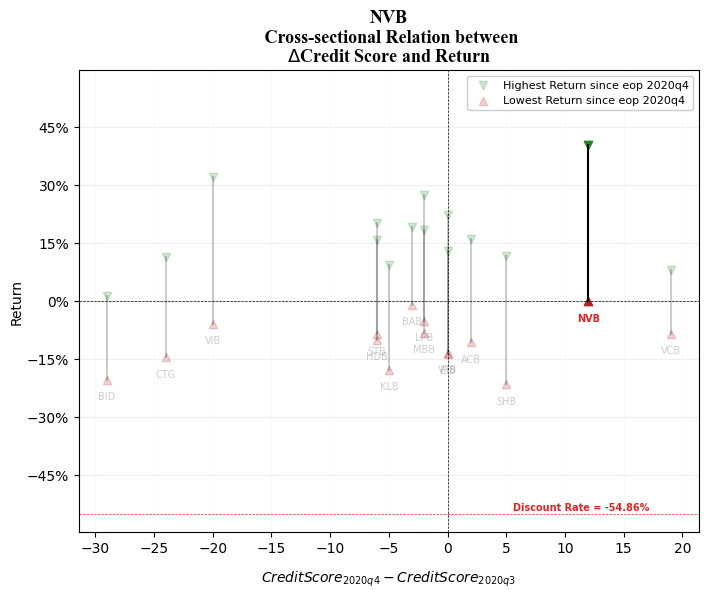 NVB
Cross-sectional Relation between
ΔCredit Score and Return
Highest Return since eop 2020q4
Lowest Return since eop 2020q4
Return
45%
30%
15%
0%
−15%
−30%
−45%
BID
CTG
VIB
STB
HDB
KLB
BAB
LPB
MBB
ACB
SHB
NVB
VCB
Discount Rate = -54.86%
−30 −25 −20 −15 −10 −5 0 5 10 15 20
CreditScore2020q4 − CreditScore2020q3